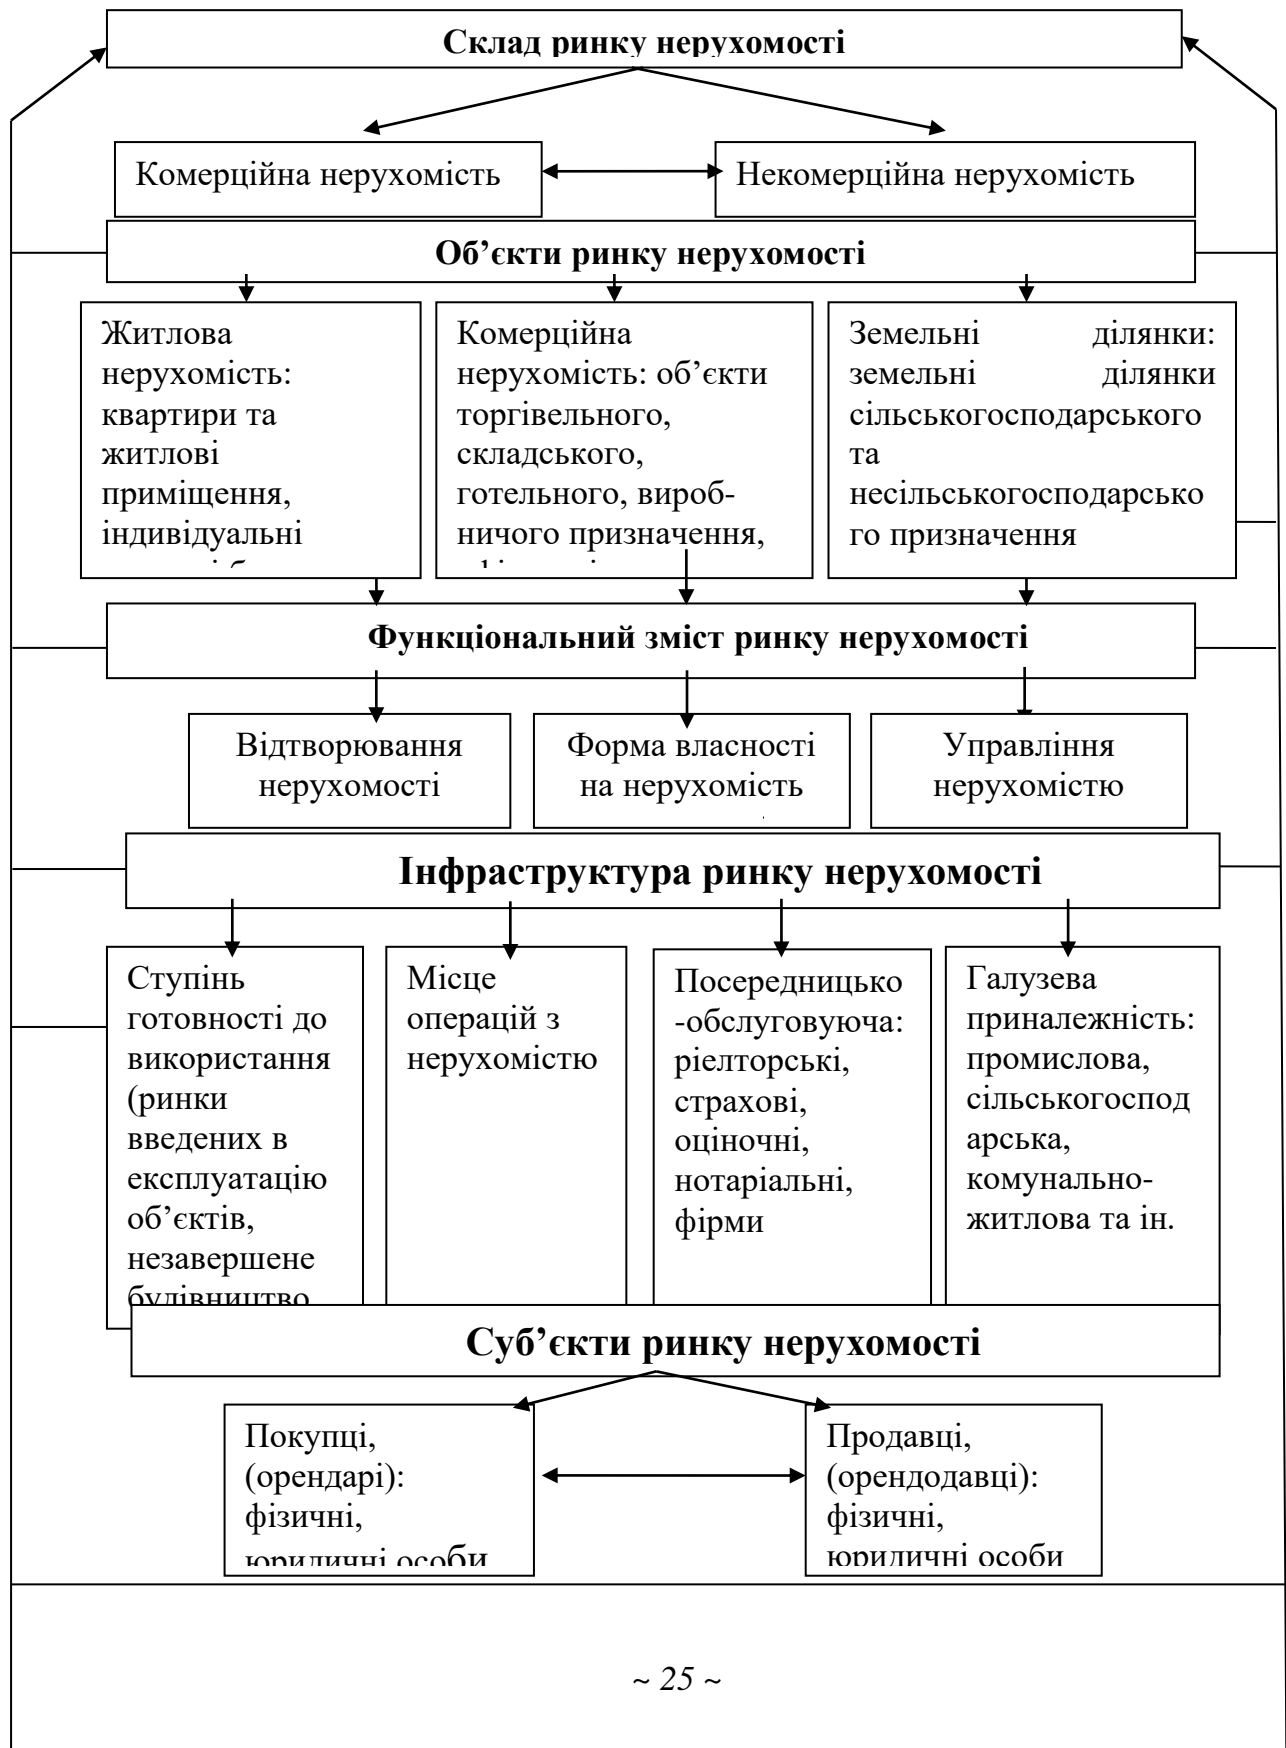 Склад ринку нерухомості
Комерційна нерухомість
Некомерційна нерухомість
Об’єкти ринку нерухомості
Житлова
нерухомість:
квартири та
житлові
приміщення,
індивідуальні
Комерційна
нерухомість: об’єкти
торгівельного,
складського,
готельного, вироб-
ничого призначення,
Земельні ділянки:
земельні ділянки
сільськогосподарського
та
несільськогосподарсько
го призначення
Функціональний зміст ринку нерухомості
Відтворювання
нерухомості
Форма власності
на нерухомість
Управління
нерухомістю
Інфраструктура ринку нерухомості
Ступінь
готовності до
використання
(ринки
введених в
експлуатацію
об’єктів,
незавершене
будівництво
Місце
операцій з
нерухомістю
Посередницько
-обслуговуюча:
ріелторські,
страхові,
оціночні,
нотаріальні,
фірми
Галузева
приналежність:
промислова,
сільськогоспод
арська,
комунально-
житлова та ін.
Суб’єкти ринку нерухомості
Покупці,
(орендарі):
фізичні,
юридичні особи
Продавці,
(орендодавці):
фізичні,
юридичні особи
~ 25 ~